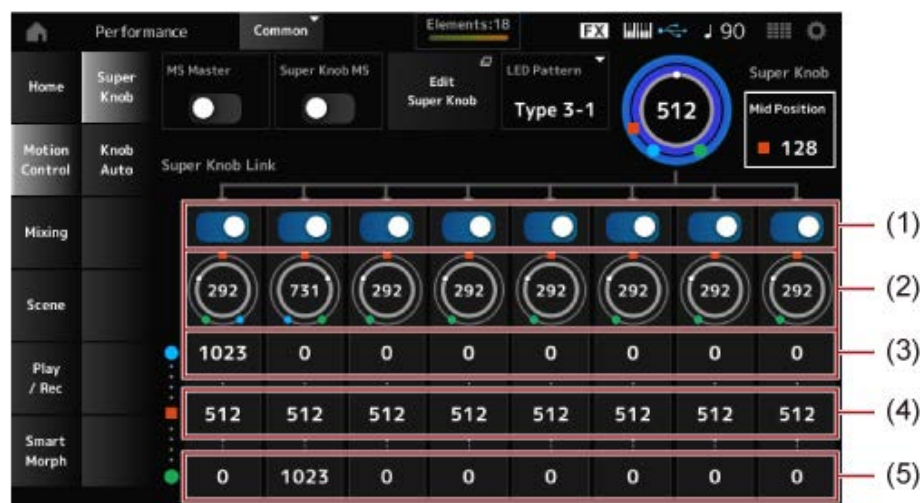 Performance Common Elements:18 FX ♩ 90
Home
Super Knob
MS Master
Super Knob MS
Edit Super Knob
LED Pattern
Type 3-1
512
Super Knob
Mid Position
128
Motion Control
Knob Auto
Super Knob Link
(1)
Mixing
292 731 292 292 292 292 292 292 (2)
Scene
1023 0 0 0 0 0 0 0 (3)
Play / Rec
512 512 512 512 512 512 512 512 (4)
Smart Morph
0 1023 0 0 0 0 0 0 (5)